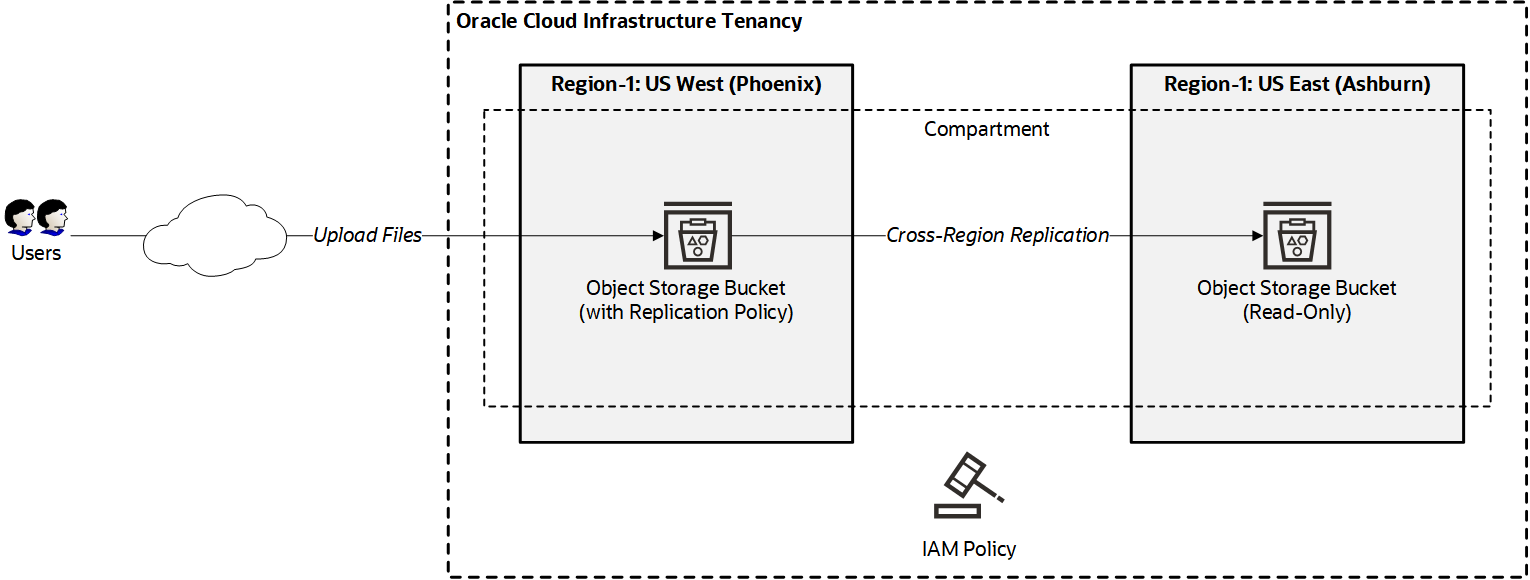 Oracle Cloud Infrastructure Tenancy
Region-1: US West (Phoenix)
Region-1: US East (Ashburn)
Compartment
Users
Upload Files
Cross-Region Replication
Object Storage Bucket
(with Replication Policy)
Object Storage Bucket
(Read-Only)
IAM Policy